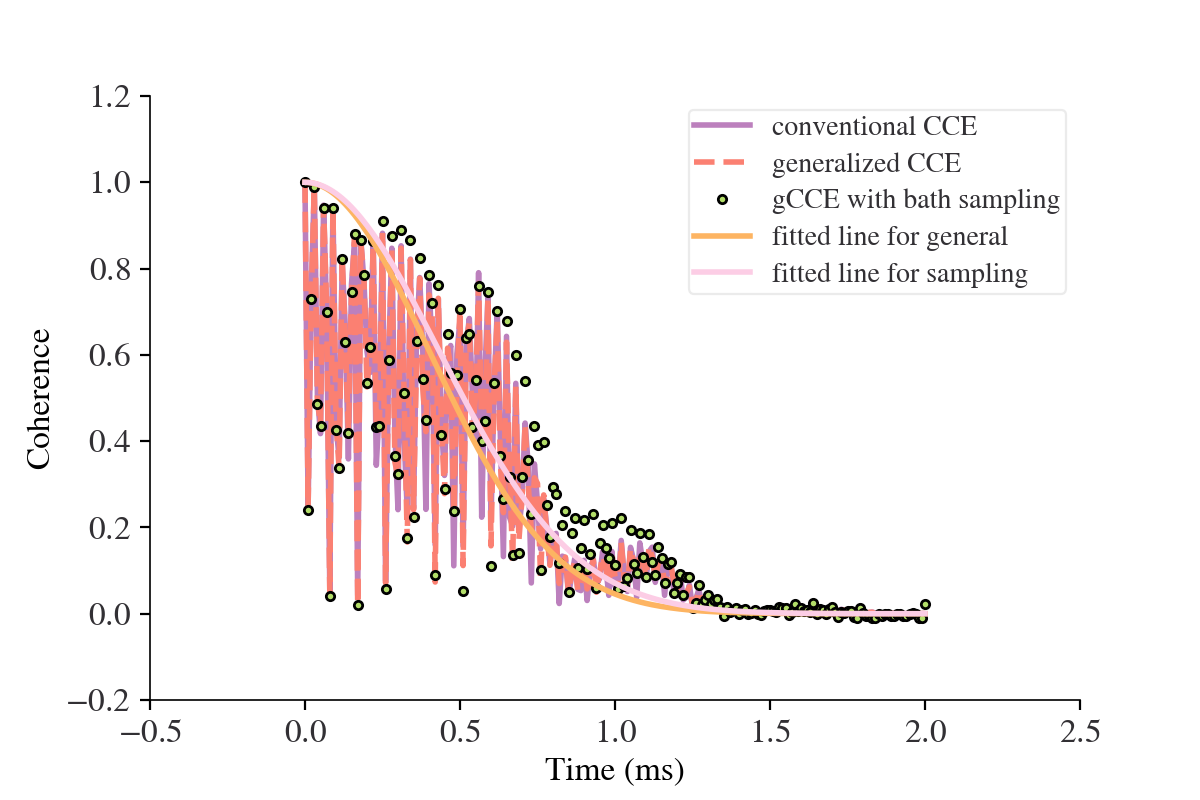 1.2
1.0
0.8
0.6
0.4
0.2
0.0
−0.2
Coherence
conventional CCE
generalized CCE
gCCE with bath sampling
fitted line for general
fitted line for sampling
−0.5 0.0 0.5 1.0 1.5 2.0 2.5
Time (ms)